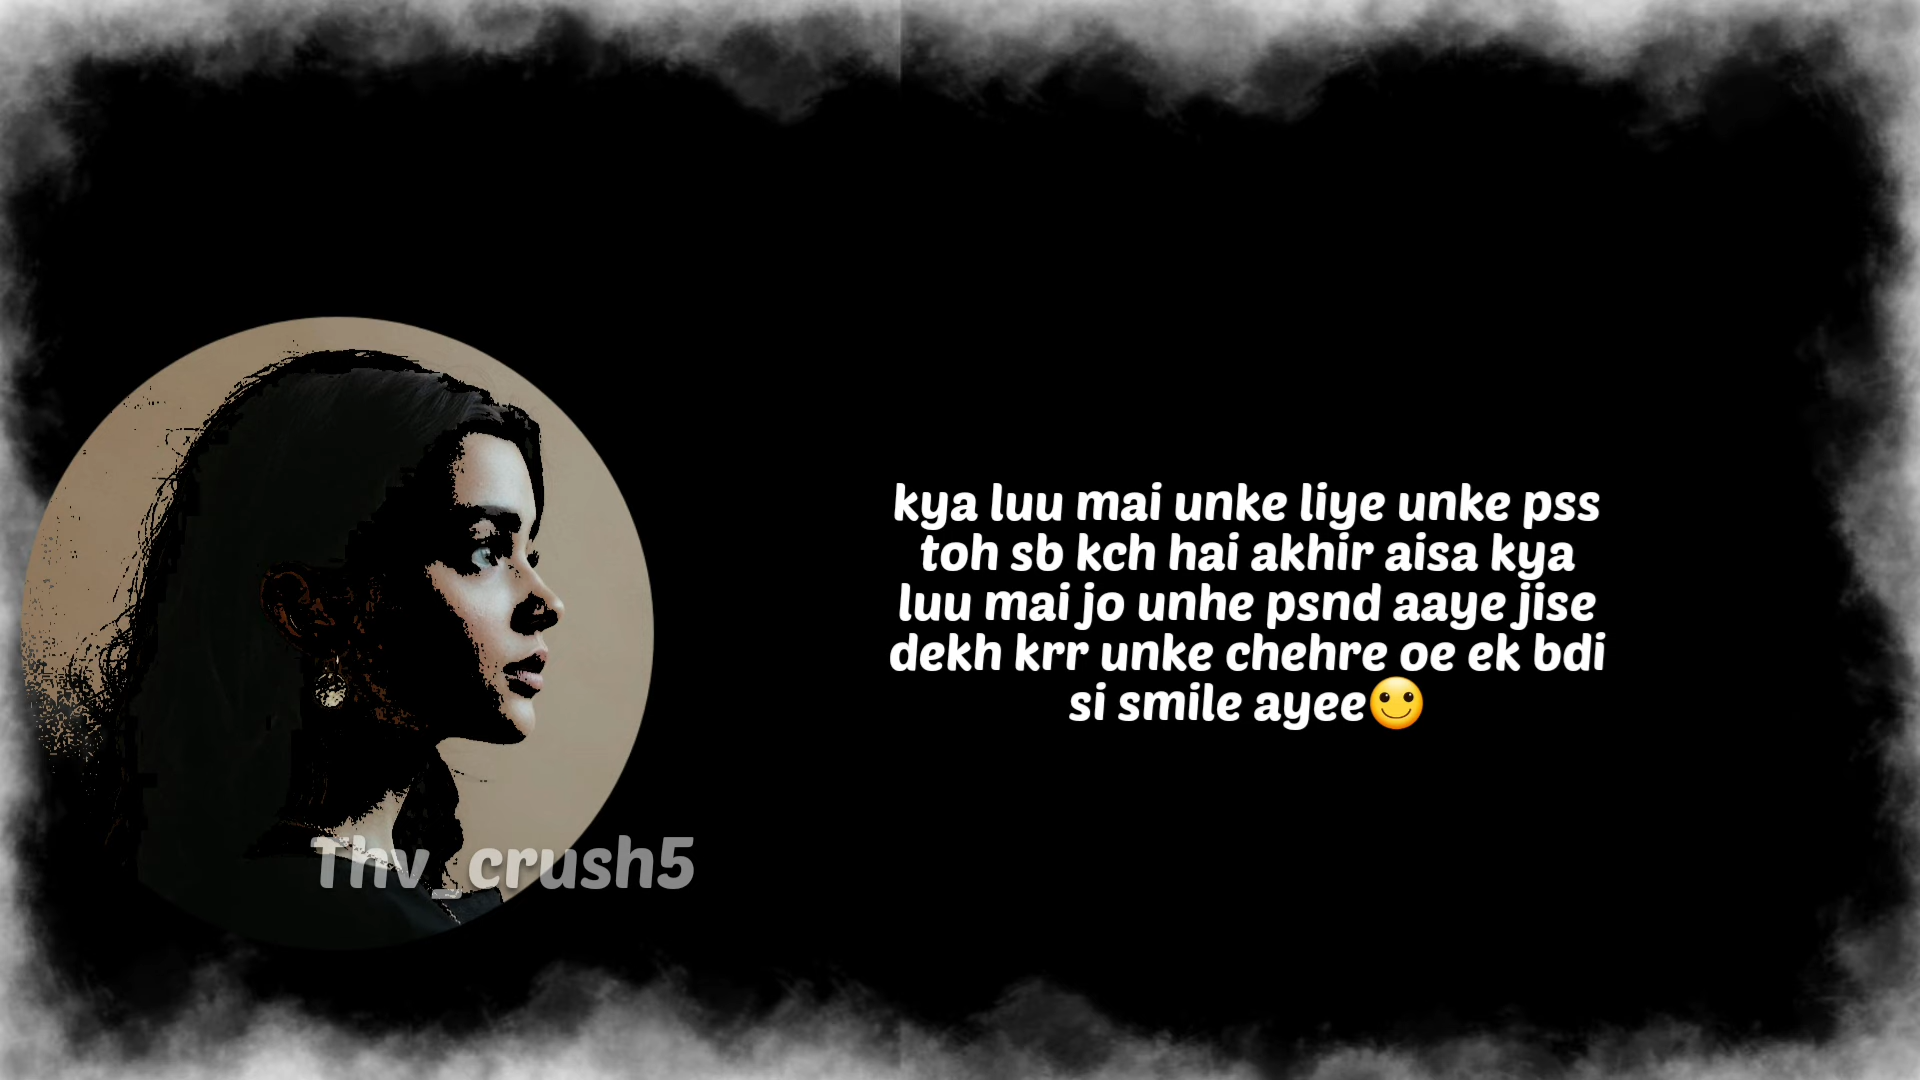 kya luu mai unke liye unke pss
toh sb kch hai akhir aisa kya
luu mai jo unhe psnd aaye jise
dekh krr unke chehre oe ek bdi
si smile ayee🙂
Thv_crush5